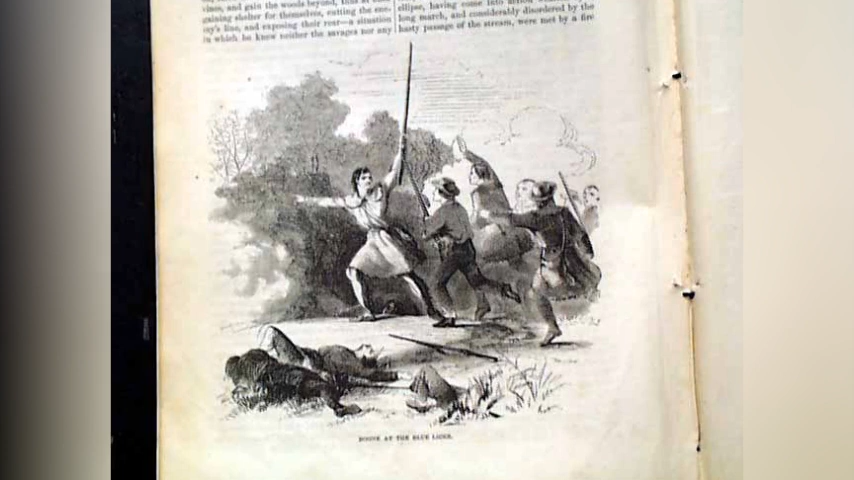 vines, and gain the woods beyond, thus at once
gaining shelter for themselves, cutting the ene-
my's line, and exposing their rear—a situation
in which he knew neither the savages nor any
ellipse, having come into action
long march, and considerably disordered by the
hasty passage of the stream, were met by a fire
BOONE AT THE BLUE LICKS.